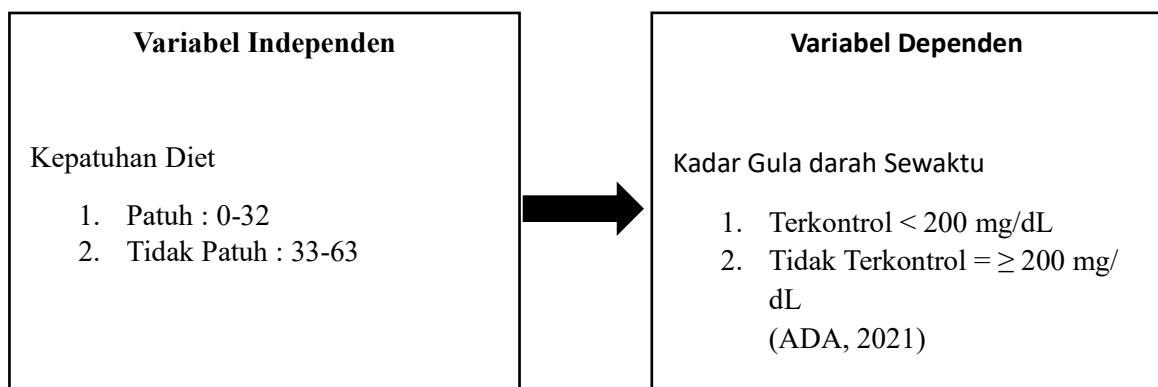 Variabel Independen
Kepatuhan Diet
1. Patuh : 0-32
2. Tidak Patuh : 33-63
Variabel Dependen
Kadar Gula darah Sewaktu
1. Terkontrol < 200 mg/dL
2. Tidak Terkontrol = ≥ 200 mg/
dL
(ADA, 2021)